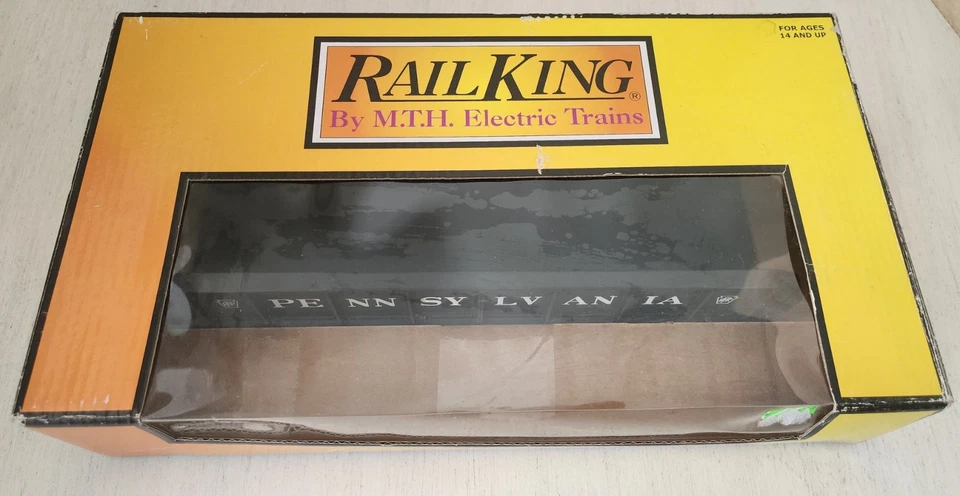 FOR AGES
14 AND UP
RAILKING®
By M.T.H. Electric Trains
PE NN SY LV AN IA